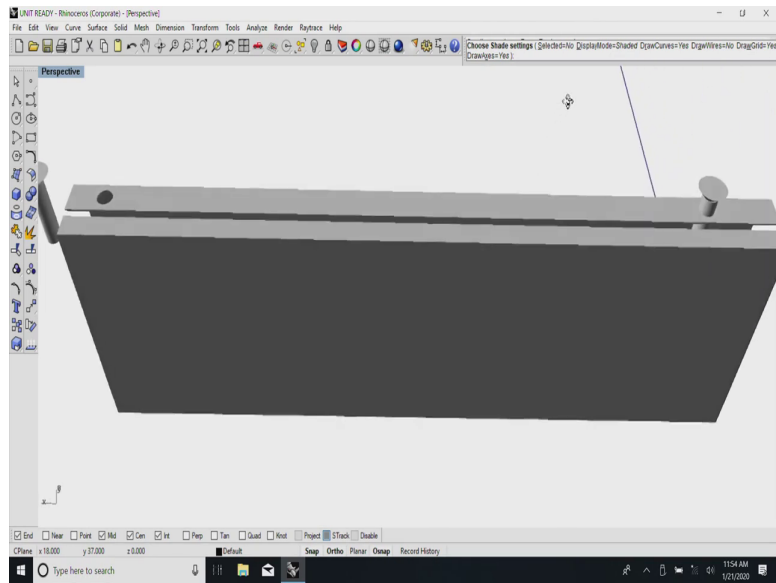 UNIT READY - Rhinoceros (Corporate) - [Perspective]
File Edit View Curve Surface Solid Mesh Dimension Transform Tools Analyze Render Raytrace Help
Choose Shade settings ( Selected=No DisplayMode=Shaded DrawCurves=Yes DrawWires=No DrawGrid=Yes
DrawAxes=Yes ):
Perspective
y
x
End Near Point Mid Cen Int Perp Tan Quad Knot Project STrack Disable
CPlane x 18.000 y 37.000 z 0.000 Default Snap Ortho Planar Osnap Record History
Type here to search
11:54 AM
1/21/2020